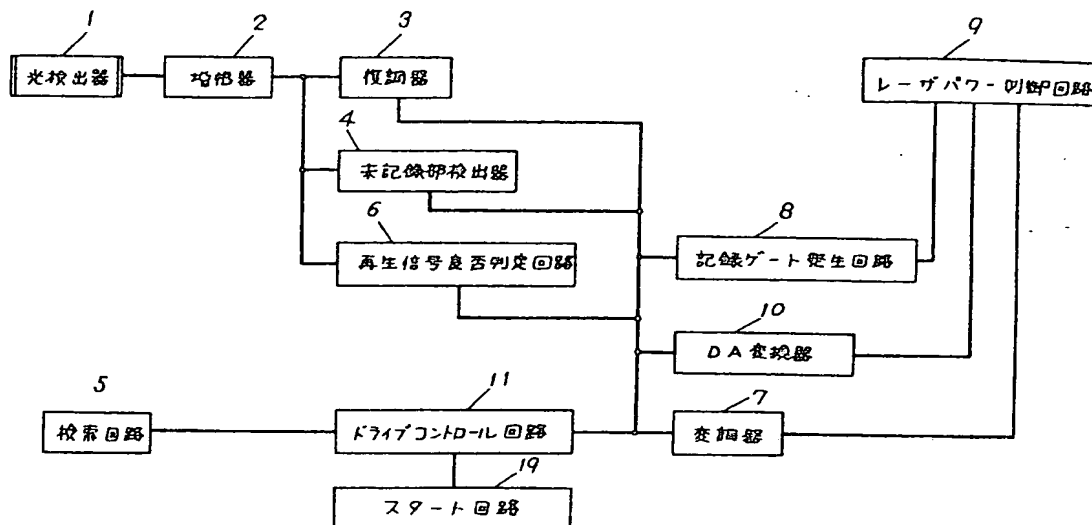 1
光検出器
2
増幅器
3
復調器
4
未記録部検出器
6
再生信号良否判定回路
5
検索回路
11
ドライブコントロール回路
19
スタート回路
9
レーザパワー制御回路
8
記録ゲート発生回路
10
DA変換器
7
変調器